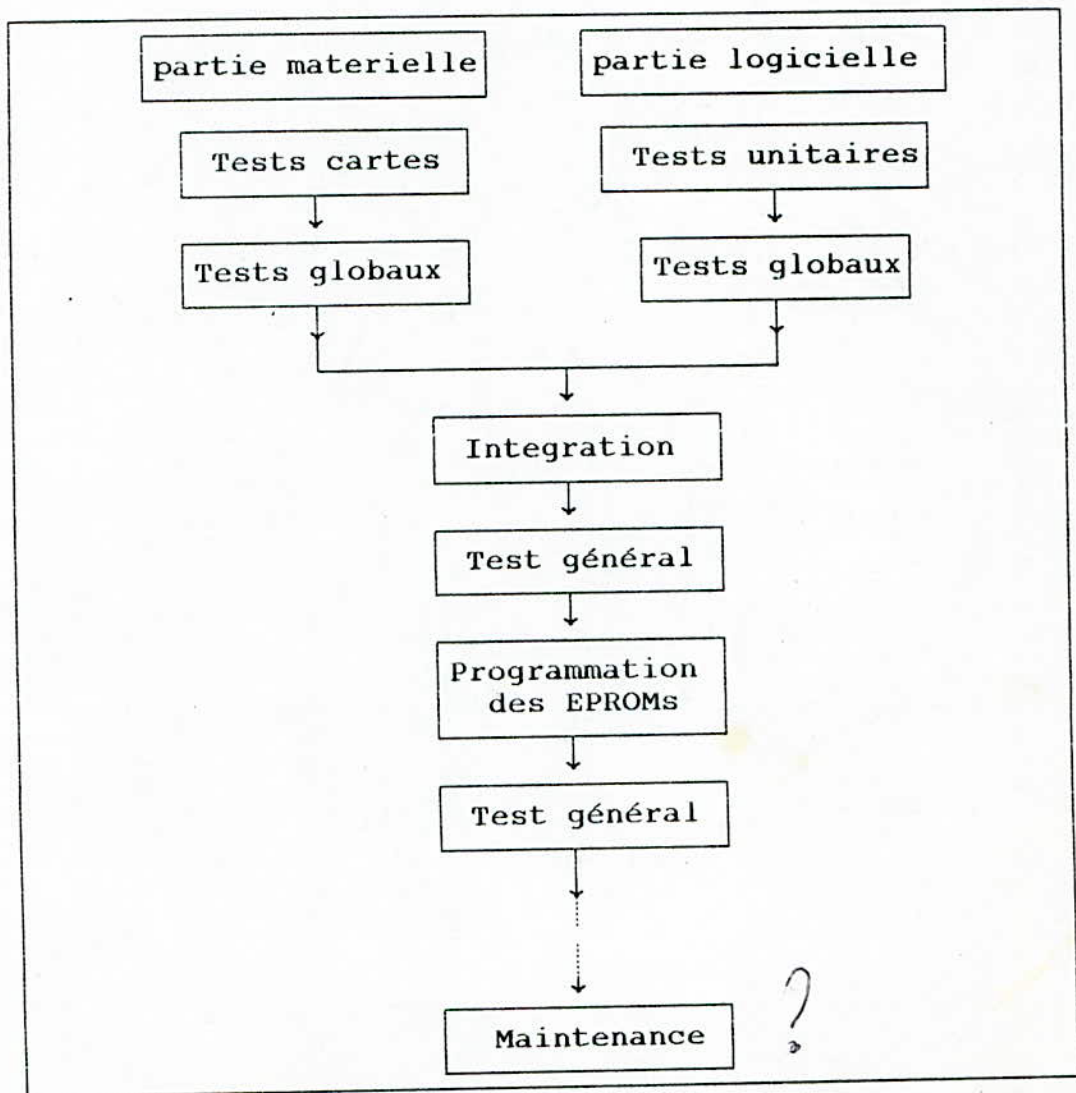 partie materielle
partie logicielle
Tests cartes
Tests unitaires
Tests globaux
Tests globaux
Integration
Test général
Programmation
des EPROMs
Test général
Maintenance ?